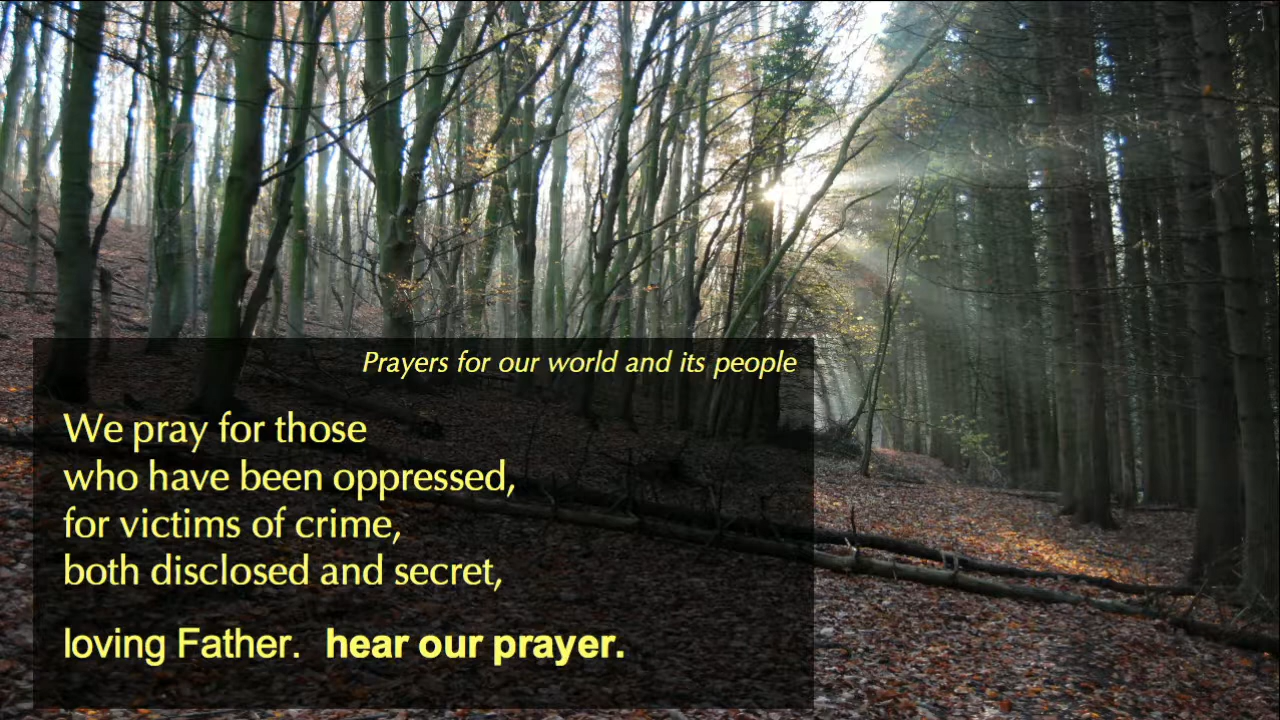 Prayers for our world and its people
We pray for those
who have been oppressed,
for victims of crime,
both disclosed and secret,
loving Father. hear our prayer.